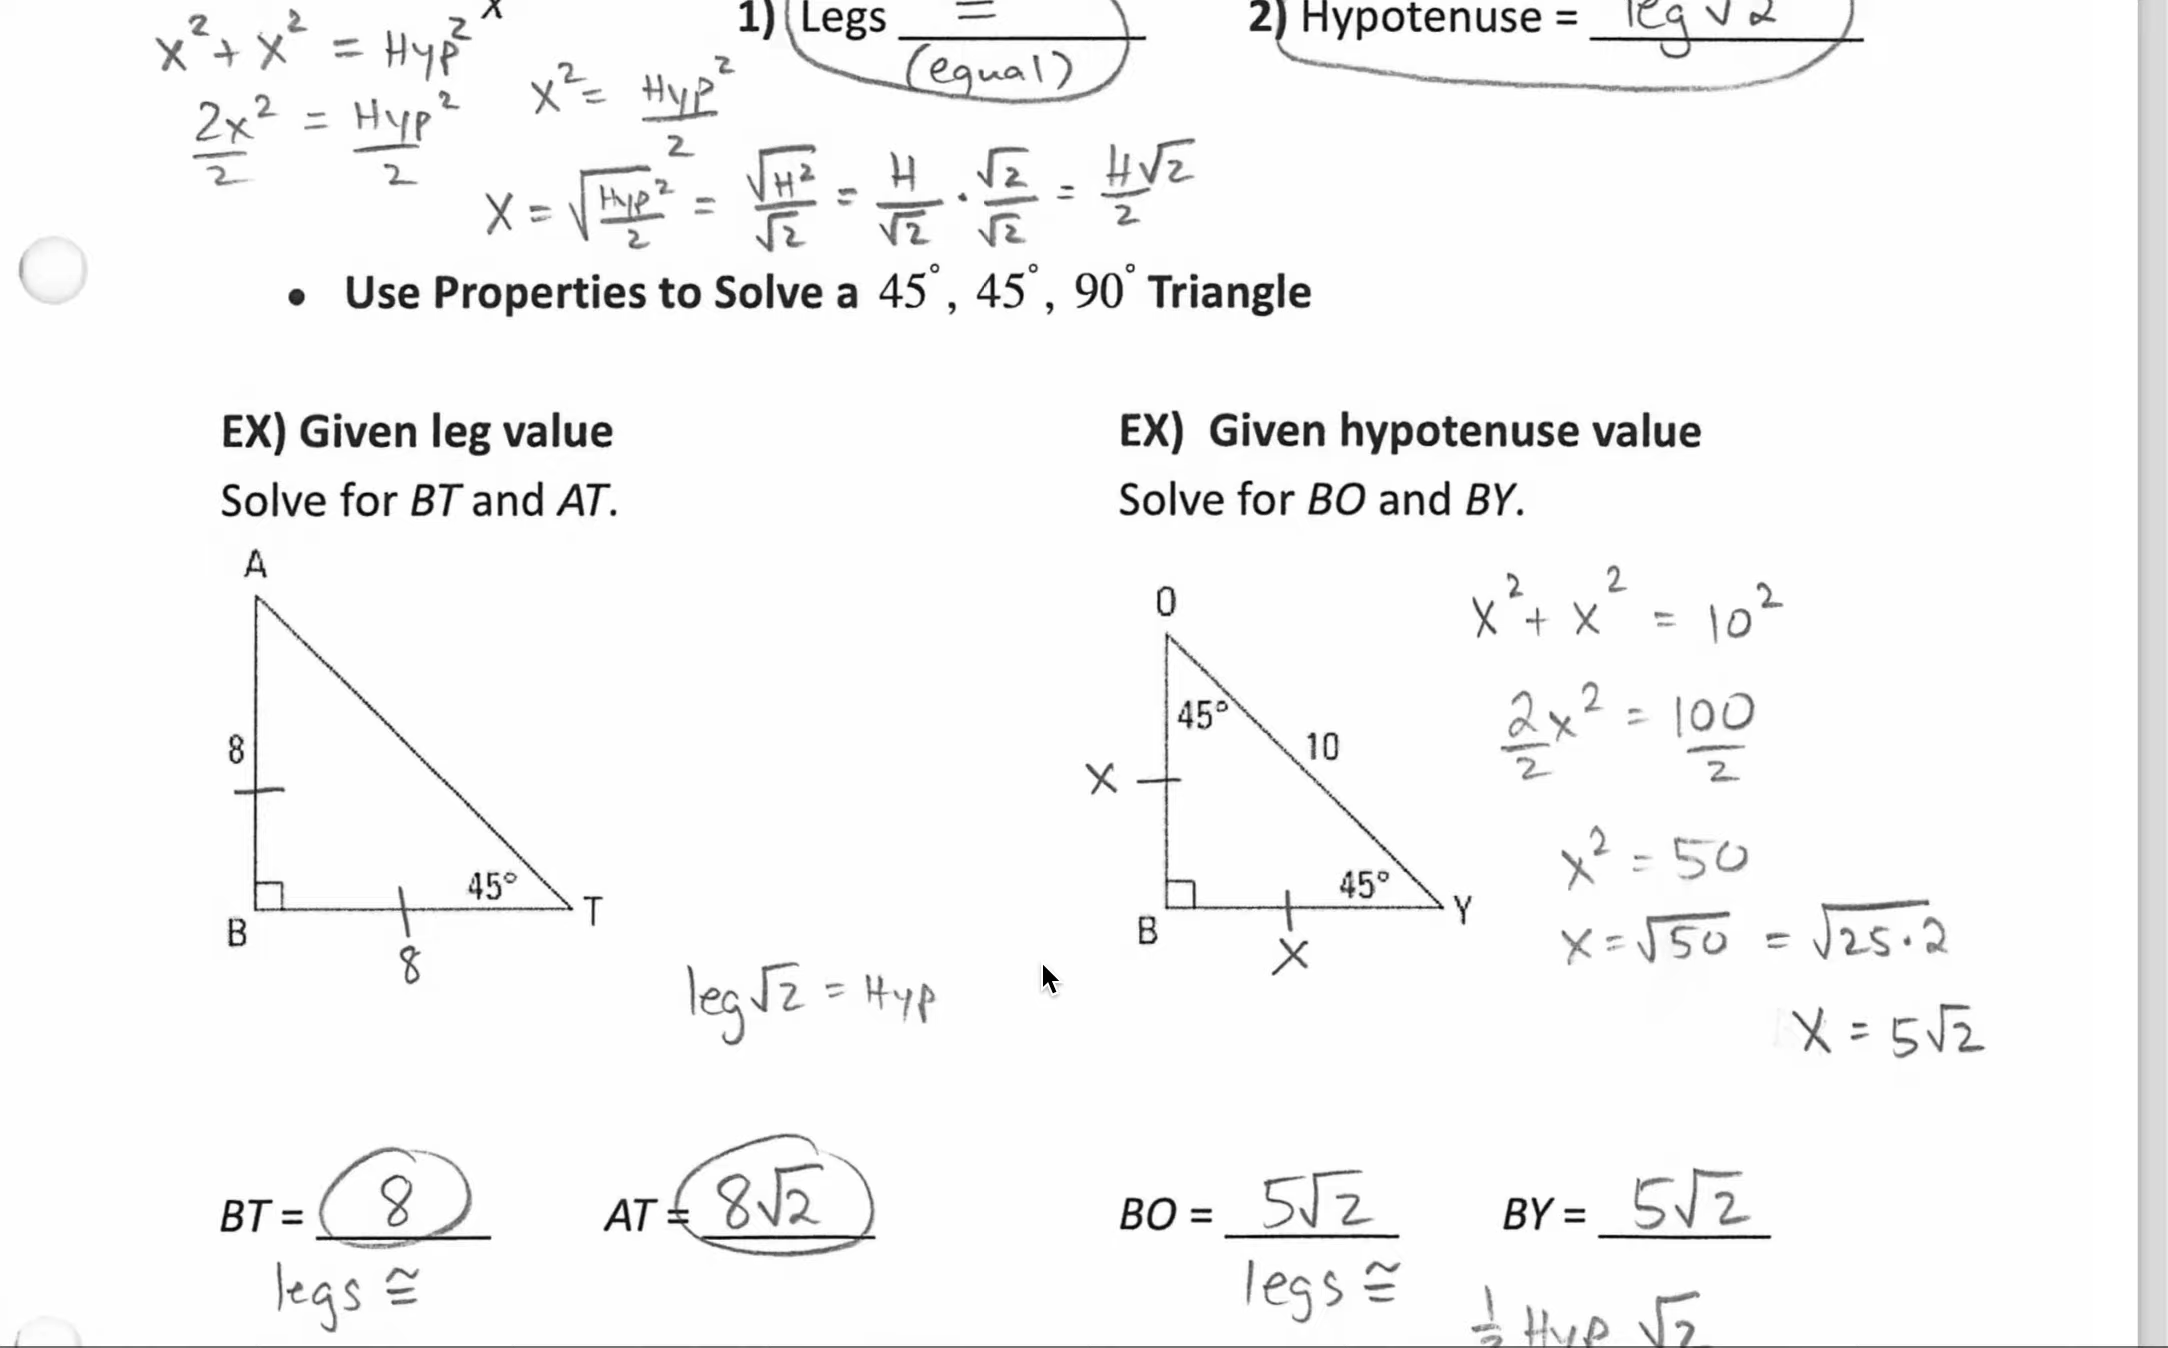 x² + x² = Hyp² x
1) Legs =
(equal)
2) Hypotenuse = leg √2
2x²/2 = Hyp²/2
x² = Hyp²/2
x = √(Hyp²/2) = √H²/√2 = H/√2 · √2/√2 = H√2/2
• Use Properties to Solve a 45°, 45°, 90° Triangle
EX) Given leg value
Solve for BT and AT.
A
8
45°
B
T
8
leg√2 = Hyp
BT = 8
AT = 8√2
legs ≅
EX) Given hypotenuse value
Solve for BO and BY.
O
45°
10
X
45°
B
Y
X
x² + x² = 10²
2x²/2 = 100/2
x² = 50
x = √50 = √25·2
x = 5√2
BO = 5√2
BY = 5√2
legs ≅
1/2 Hyp √2